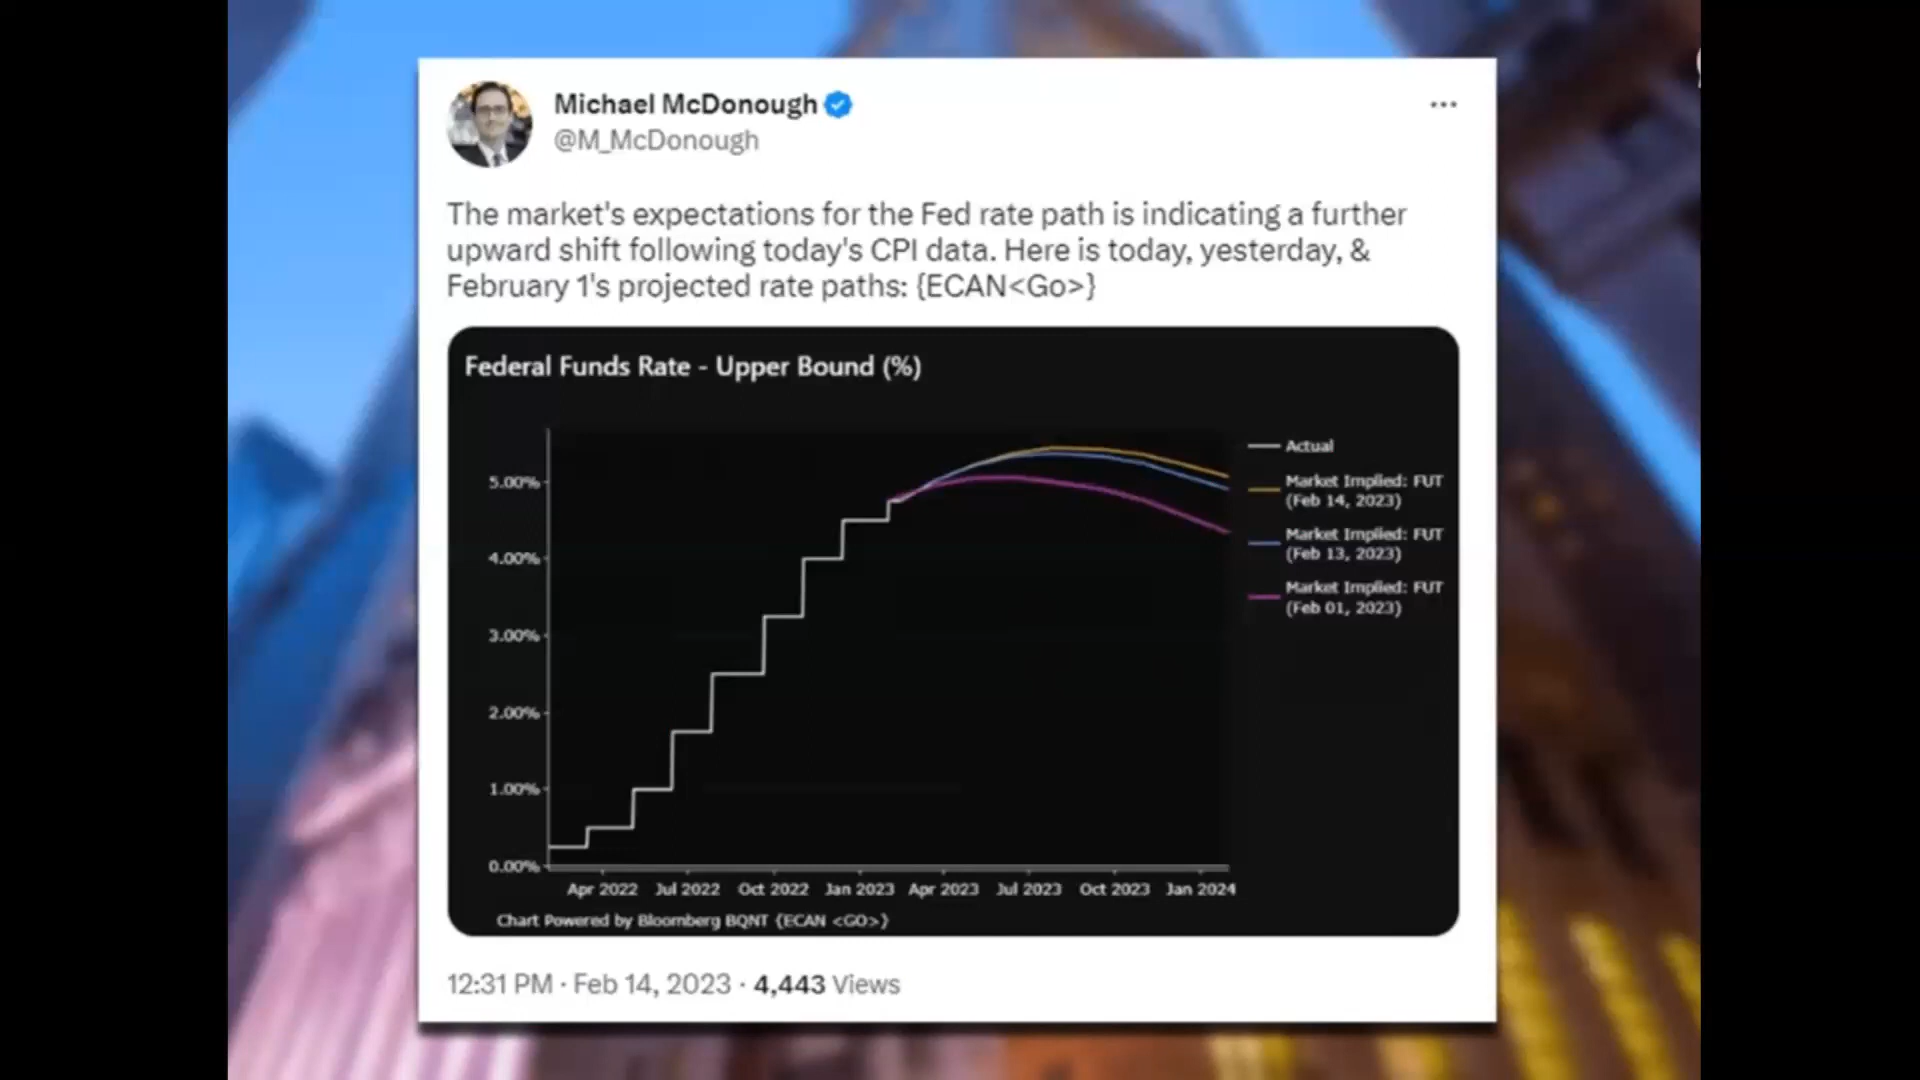 Michael McDonough
@M_McDonough
The market's expectations for the Fed rate path is indicating a further
upward shift following today's CPI data. Here is today, yesterday, &
February 1's projected rate paths: {ECAN<Go>}
Federal Funds Rate - Upper Bound (%)
5.00%
4.00%
3.00%
2.00%
1.00%
0.00%
Apr 2022 Jul 2022 Oct 2022 Jan 2023 Apr 2023 Jul 2023 Oct 2023 Jan 2024
Actual
Market Implied: FUT
(Feb 14, 2023)
Market Implied: FUT
(Feb 13, 2023)
Market Implied: FUT
(Feb 01, 2023)
Chart Powered by Bloomberg BQNT {ECAN <GO>}
12:31 PM · Feb 14, 2023 · 4,443 Views